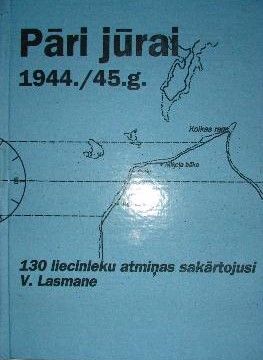 Pāri jūrai
1944./45.g.
Kolkas rags
130 liecinieku atmiņas sakārtojusi
V. Lasmane